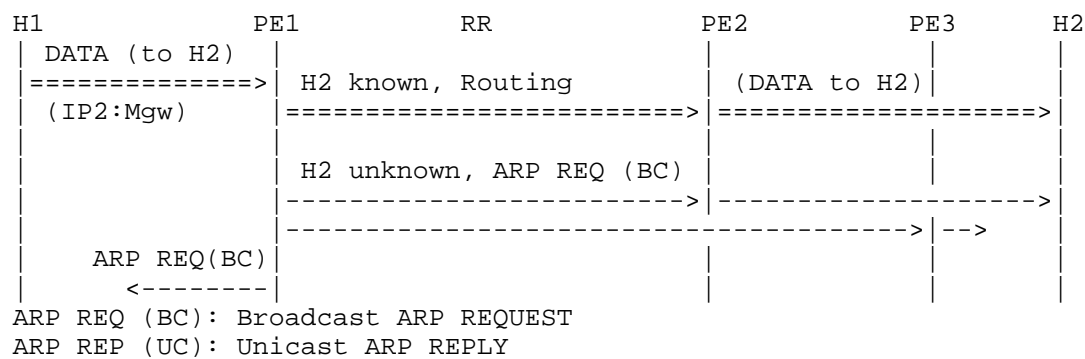 H1 PE1 RR PE2 PE3 H2
DATA (to H2)
H2 known, Routing (DATA to H2)
(IP2:Mgw)
H2 unknown, ARP REQ (BC)
ARP REQ(BC)
ARP REQ (BC): Broadcast ARP REQUEST
ARP REP (UC): Unicast ARP REPLY